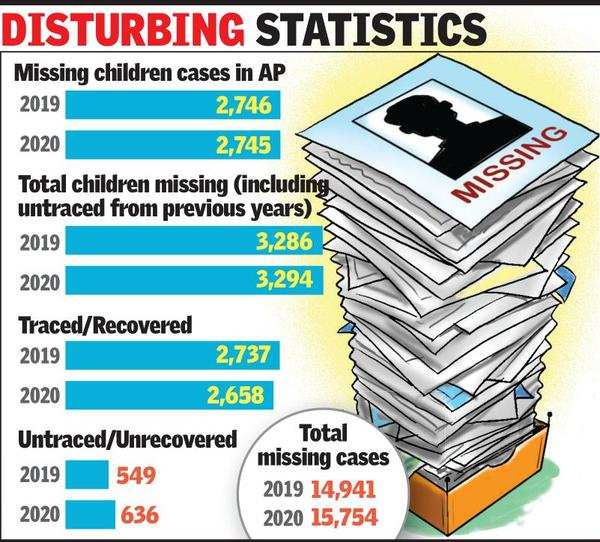 DISTURBING STATISTICS
Missing children cases in AP
2019 2,746
2020 2,745
Total children missing (including
untraced from previous years)
2019 3,286
2020 3,294
Traced/Recovered
2019 2,737
2020 2,658
Untraced/Unrecovered
2019 549
2020 636
Total
missing cases
2019 14,941
2020 15,754
MISSING